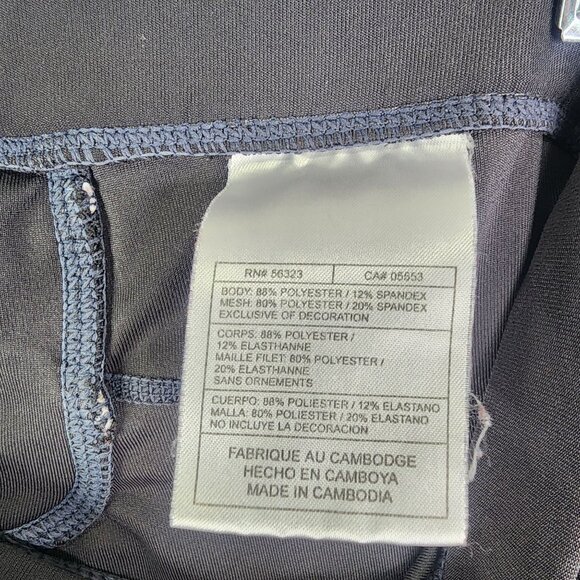 RN# 56323 CA# 05653
BODY: 88% POLYESTER / 12% SPANDEX
MESH: 80% POLYESTER / 20% SPANDEX
EXCLUSIVE OF DECORATION
CORPS: 88% POLYESTER /
12% ELASTHANNE
MAILLE FILET: 80% POLYESTER /
20% ELASTHANNE
SANS ORNEMENTS
CUERPO: 88% POLIESTER / 12% ELASTANO
MALLA: 80% POLIESTER / 20% ELASTANO
NO INCLUYE LA DECORACION
FABRIQUE AU CAMBODGE
HECHO EN CAMBOYA
MADE IN CAMBODIA